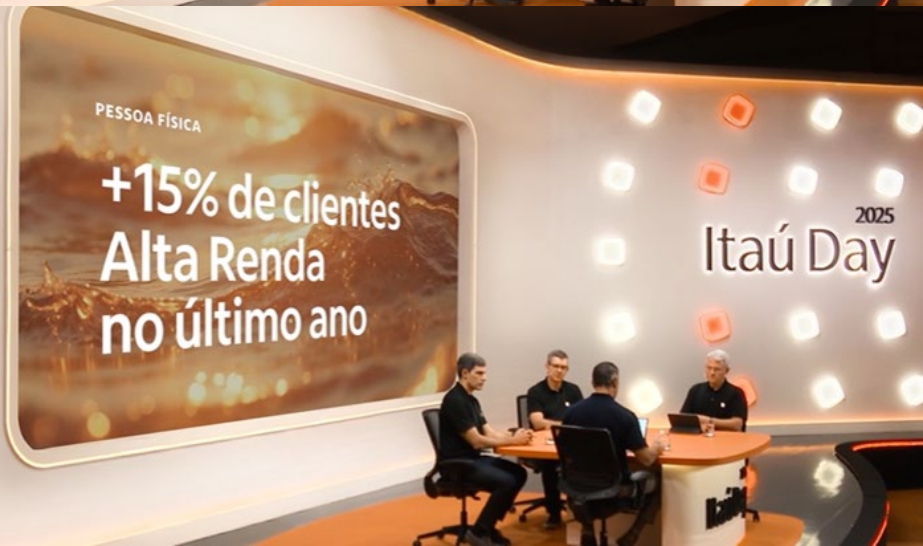 PESSOA FÍSICA
+15% de clientes
Alta Renda
no último ano
2025
Itaú Day